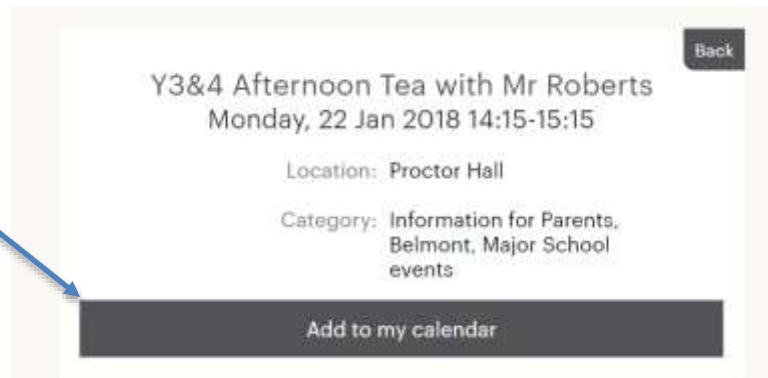 Back
Y3&4 Afternoon Tea with Mr Roberts
Monday, 22 Jan 2018 14:15-15:15
Location: Proctor Hall
Category: Information for Parents,
Belmont, Major School
events
Add to my calendar